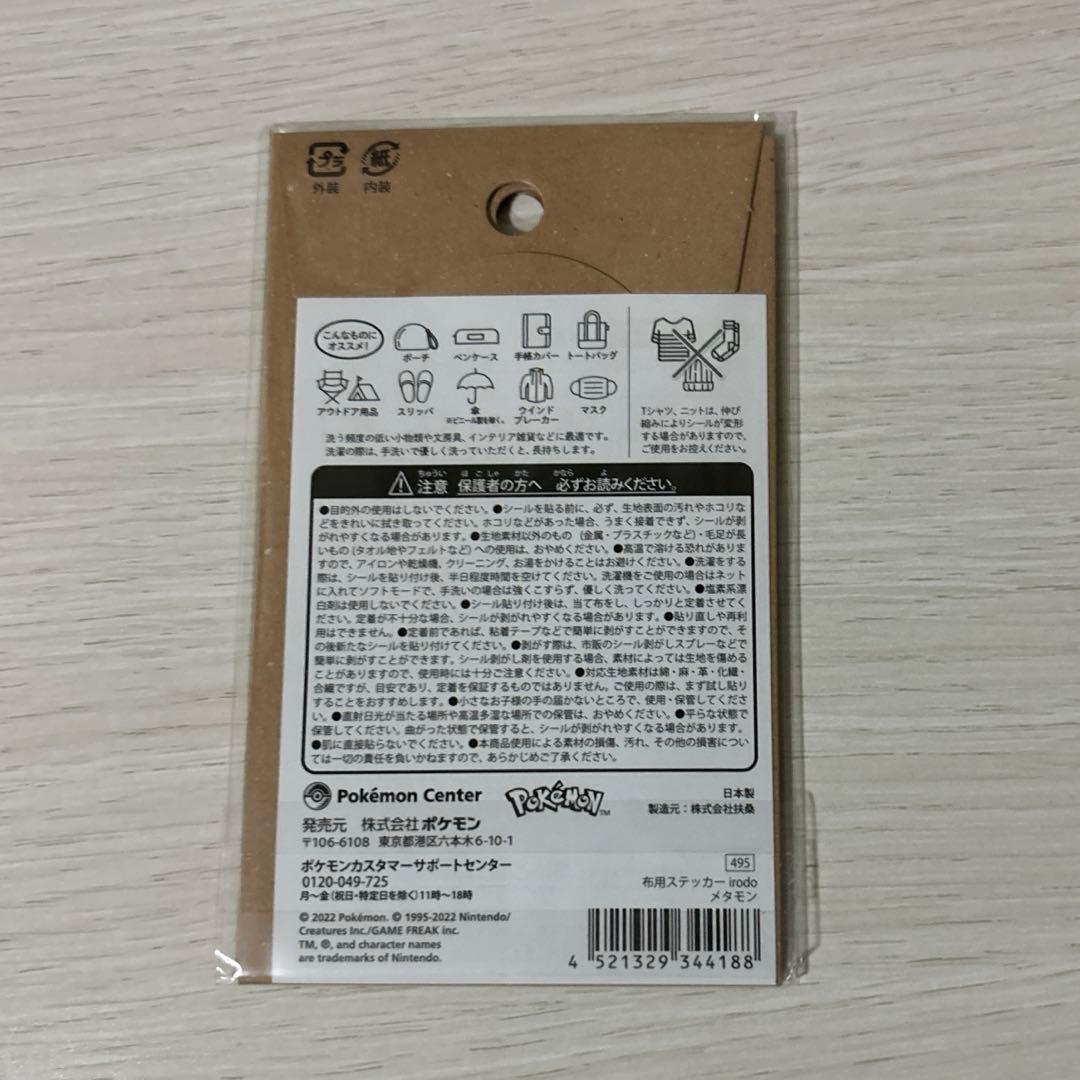 プラ 紙
外装 内装
こんなものに
オススメ!
ポーチ ペンケース 手帳カバー トートバッグ
アウトドア用品 スリッパ 傘 ウインド マスク
※ビニール製を除く。 ブレーカー
洗う頻度の低い小物類や文房具、インテリア雑貨などに最適です。
洗濯の際は、手洗いで優しく洗っていただくと、長持ちします。
Tシャツ、ニットは、伸び
縮みによりシールが変形
する場合がありますので、
ご使用をお控えください。
ちゅうい ほごしゃ かた かなら よ
注意 保護者の方へ 必ずお読みください。
●目的外の使用はしないでください。●シールを貼る前に、必ず、生地表面の汚れやホコリな
どをきれいに拭き取ってください。ホコリなどがあった場合、うまく接着できず、シールが剥
がれやすくなる場合があります。●生地素材以外のもの(金属・プラスチックなど)・毛足が長
いもの(タオル地やフェルトなど)への使用は、おやめください。●高温で溶ける恐れがありま
すので、アイロンや乾燥機、クリーニング、お湯をかけることはお避けください。●洗濯をする
際は、シールを貼り付け後、半日程度時間を空けてください。洗濯機をご使用の場合はネット
に入れてソフトモードで、手洗いの場合は強くこすらず、優しく洗ってください。●塩素系漂
白剤は使用しないでください。●シール貼り付け後は、当て布をし、しっかりと定着させてく
ださい。定着が不十分な場合、シールが剥がれやすくなる場合があります。●貼り直しや再利
用はできません。●定着前であれば、粘着テープなどで簡単に剥がすことができますので、そ
の後新たなシールを貼り付けてください。●剥がす際は、市販のシール剥がしスプレーなどで
簡単に剥がすことができます。シール剥がし剤を使用する場合、素材によっては生地を傷める
ことがありますので、使用時には十分ご注意ください。●対応生地素材は綿・麻・革・化繊・
合繊ですが、目安であり、定着を保証するものではありません。ご使用の際は、まず試し貼り
することをおすすめします。●小さなお子様の手の届かないところで、使用・保管してくださ
い。●直射日光が当たる場所や高温多湿な場所での保管は、おやめください。●平らな状態で
保管してください。曲がった状態で保管すると、シールが剥がれやすくなる場合があります。
●肌に直接貼らないでください。●本商品使用による素材の損傷、汚れ、その他の損害につい
ては一切の責任を負いかねますので、あらかじめご了承ください。
Pokémon Center POKéMON™
日本製
製造元:株式会社扶桑
発売元 株式会社ポケモン
〒106-6108 東京都港区六本木6-10-1
ポケモンカスタマーサポートセンター
0120-049-725
月〜金(祝日・特定日を除く)11時〜18時
495
布用ステッカー irodo
メタモン
© 2022 Pokémon. © 1995-2022 Nintendo/
Creatures Inc./GAME FREAK inc.
TM, ®, and character names
are trademarks of Nintendo.
4 521329 344188